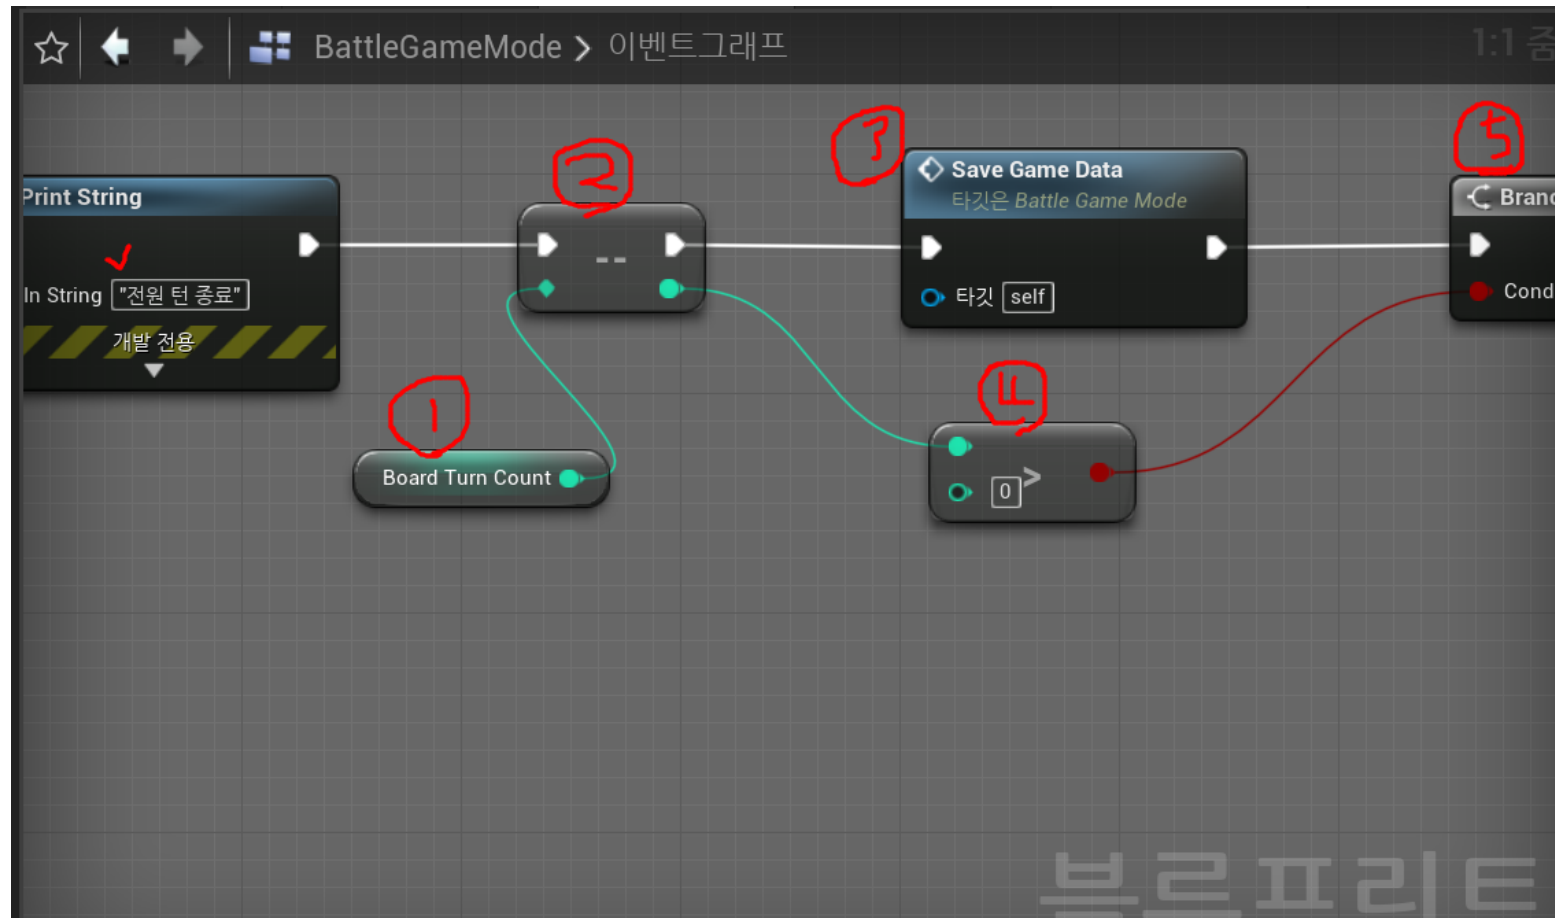 BattleGameMode > 이벤트그래프
1:1 줌
Print String
In String "전원 턴 종료"
개발 전용
1
Board Turn Count
2
--
3
Save Game Data
타깃은 Battle Game Mode
타깃 self
4
0 >
5
Branc
Cond
블루프린트